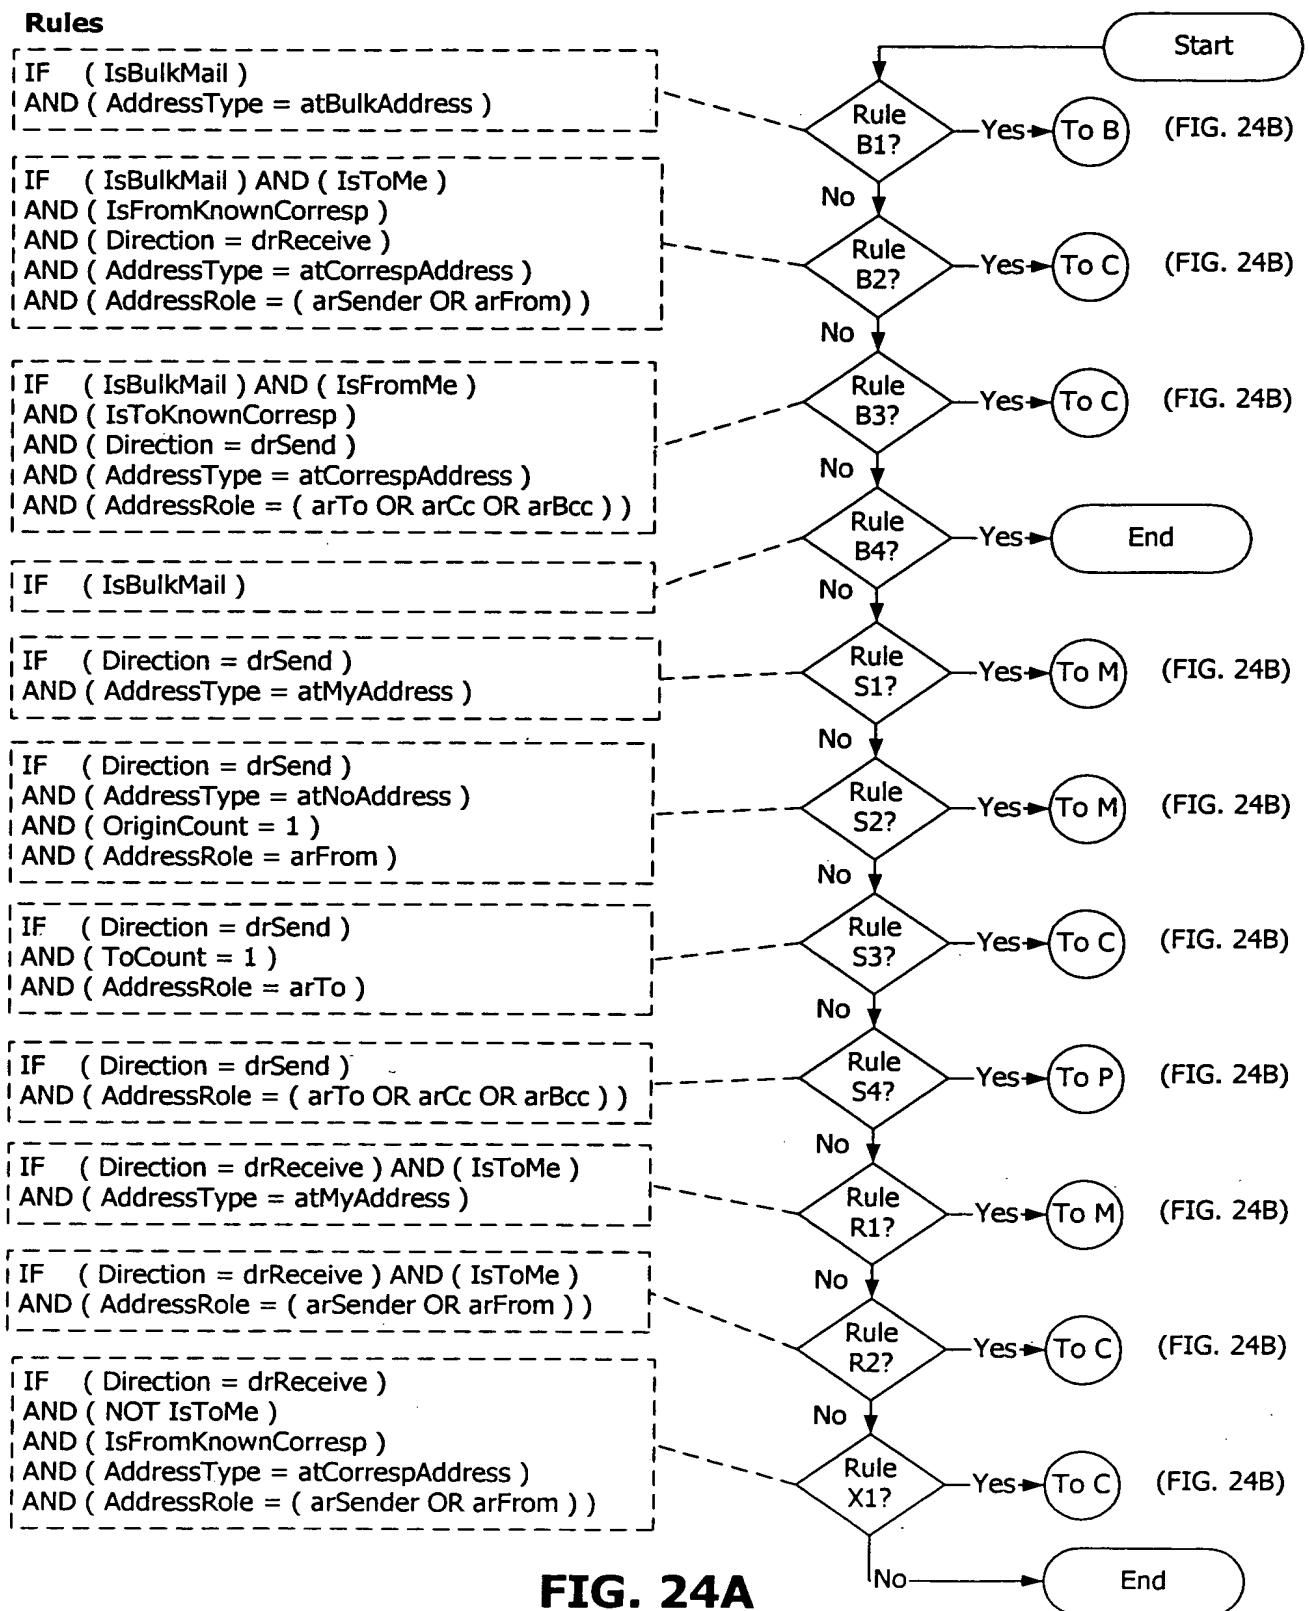 Rules
Start
IF ( IsBulkMail )
AND ( AddressType = atBulkAddress )
Rule
B1?
Yes
To B
(FIG. 24B)
No
IF ( IsBulkMail ) AND ( IsToMe )
AND ( IsFromKnownCorresp )
AND ( Direction = drReceive )
AND ( AddressType = atCorrespAddress )
AND ( AddressRole = ( arSender OR arFrom) )
Rule
B2?
Yes
To C
(FIG. 24B)
No
IF ( IsBulkMail ) AND ( IsFromMe )
AND ( IsToKnownCorresp )
AND ( Direction = drSend )
AND ( AddressType = atCorrespAddress )
AND ( AddressRole = ( arTo OR arCc OR arBcc ) )
Rule
B3?
Yes
To C
(FIG. 24B)
No
IF ( IsBulkMail )
Rule
B4?
Yes
End
No
IF ( Direction = drSend )
AND ( AddressType = atMyAddress )
Rule
S1?
Yes
To M
(FIG. 24B)
No
IF ( Direction = drSend )
AND ( AddressType = atNoAddress )
AND ( OriginCount = 1 )
AND ( AddressRole = arFrom )
Rule
S2?
Yes
To M
(FIG. 24B)
No
IF ( Direction = drSend )
AND ( ToCount = 1 )
AND ( AddressRole = arTo )
Rule
S3?
Yes
To C
(FIG. 24B)
No
IF ( Direction = drSend )
AND ( AddressRole = ( arTo OR arCc OR arBcc ) )
Rule
S4?
Yes
To P
(FIG. 24B)
No
IF ( Direction = drReceive ) AND ( IsToMe )
AND ( AddressType = atMyAddress )
Rule
R1?
Yes
To M
(FIG. 24B)
No
IF ( Direction = drReceive ) AND ( IsToMe )
AND ( AddressRole = ( arSender OR arFrom ) )
Rule
R2?
Yes
To C
(FIG. 24B)
No
IF ( Direction = drReceive )
AND ( NOT IsToMe )
AND ( IsFromKnownCorresp )
AND ( AddressType = atCorrespAddress )
AND ( AddressRole = ( arSender OR arFrom ) )
Rule
X1?
Yes
To C
(FIG. 24B)
No
End
FIG. 24A